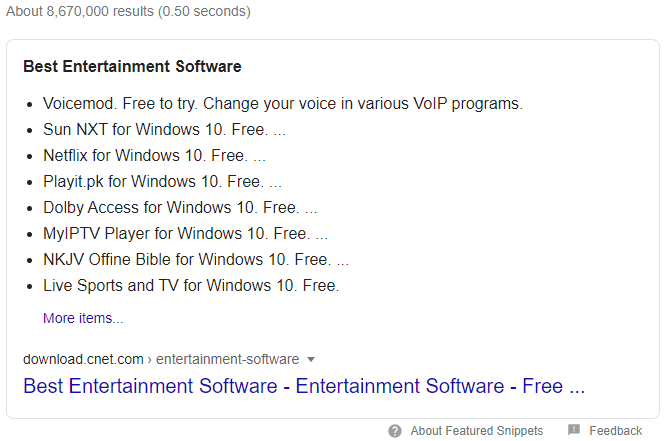 About 8,670,000 results (0.50 seconds)
Best Entertainment Software
• Voicemod. Free to try. Change your voice in various VoIP programs.
• Sun NXT for Windows 10. Free. ...
• Netflix for Windows 10. Free. ...
• Playit.pk for Windows 10. Free. ...
• Dolby Access for Windows 10. Free. ...
• MyIPTV Player for Windows 10. Free. ...
• NKJV Offine Bible for Windows 10. Free. ...
• Live Sports and TV for Windows 10. Free.
More items...
download.cnet.com › entertainment-software
Best Entertainment Software - Entertainment Software - Free ...
About Featured Snippets Feedback